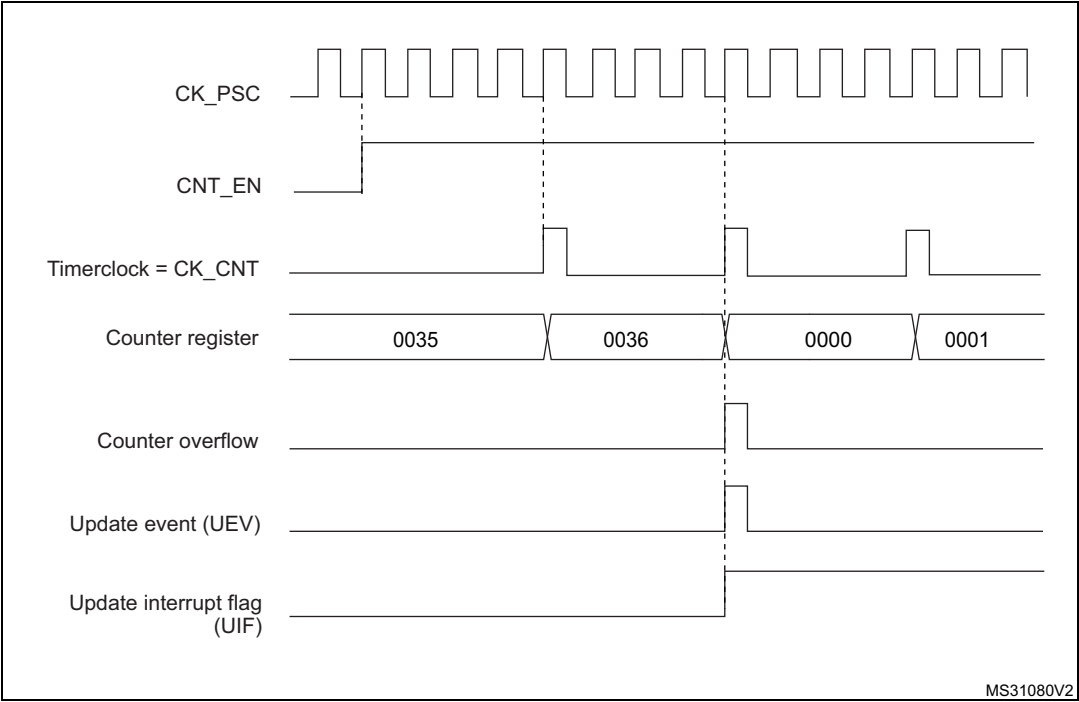 CK_PSC
CNT_EN
Timerclock = CK_CNT
Counter register 0035 0036 0000 0001
Counter overflow
Update event (UEV)
Update interrupt flag
(UIF)
MS31080V2